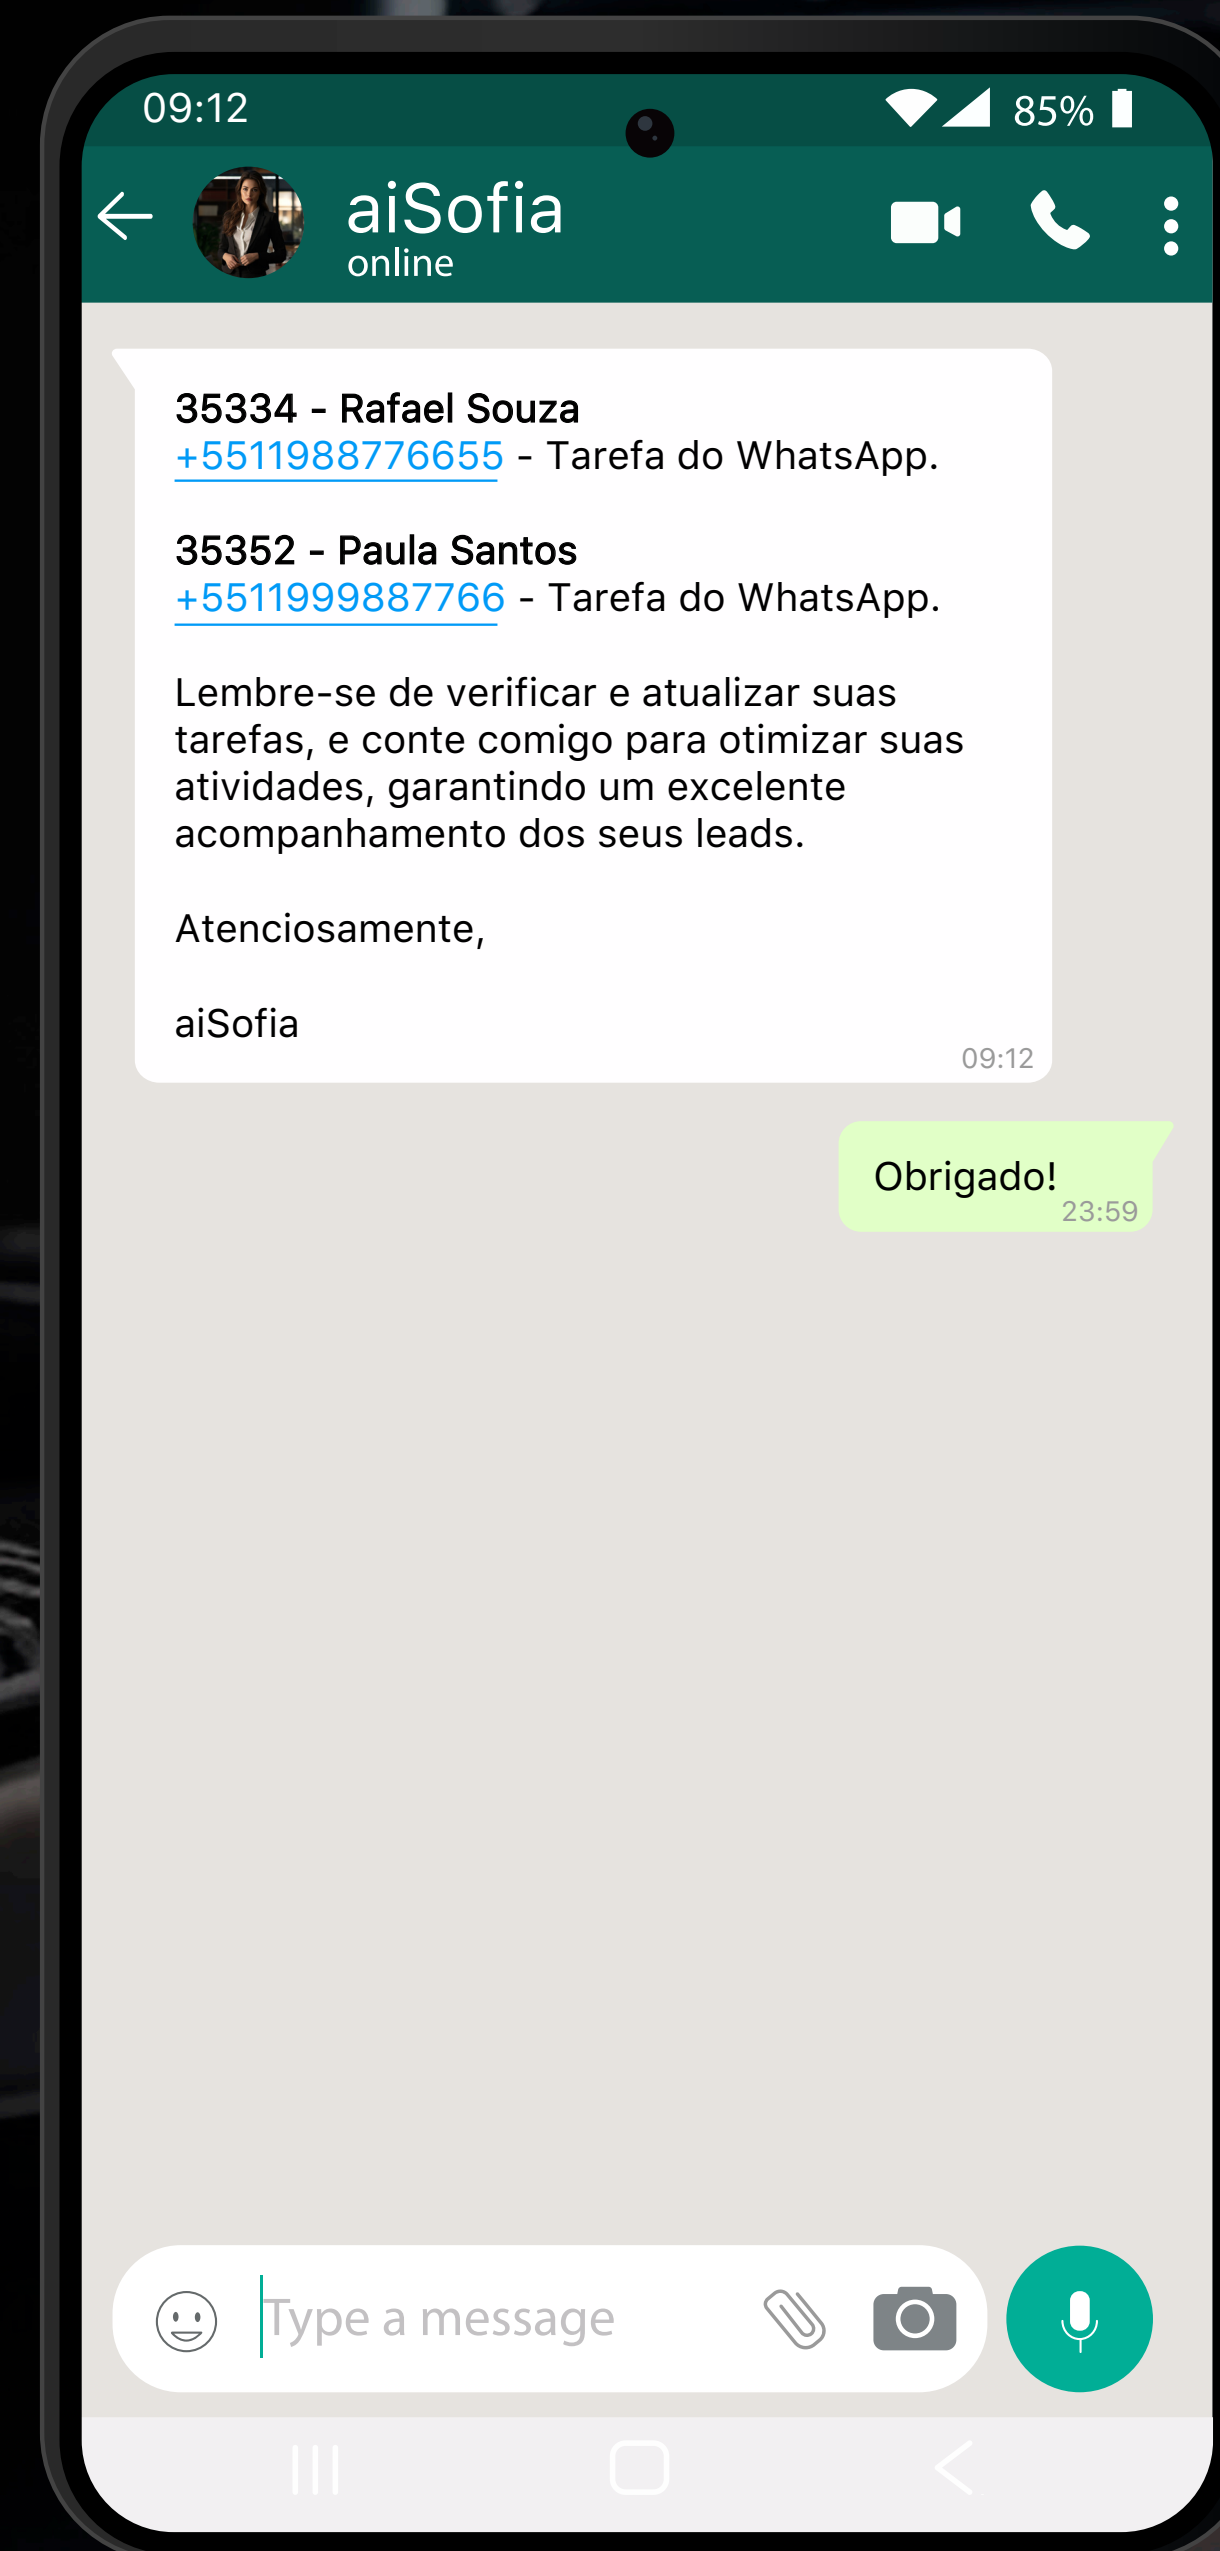 09:12
85%
aiSofia
online
35334 - Rafael Souza
+5511988776655 - Tarefa do WhatsApp.
35352 - Paula Santos
+5511999887766 - Tarefa do WhatsApp.
Lembre-se de verificar e atualizar suas
tarefas, e conte comigo para otimizar suas
atividades, garantindo um excelente
acompanhamento dos seus leads.
Atenciosamente,
aiSofia
09:12
Obrigado!
23:59
Type a message